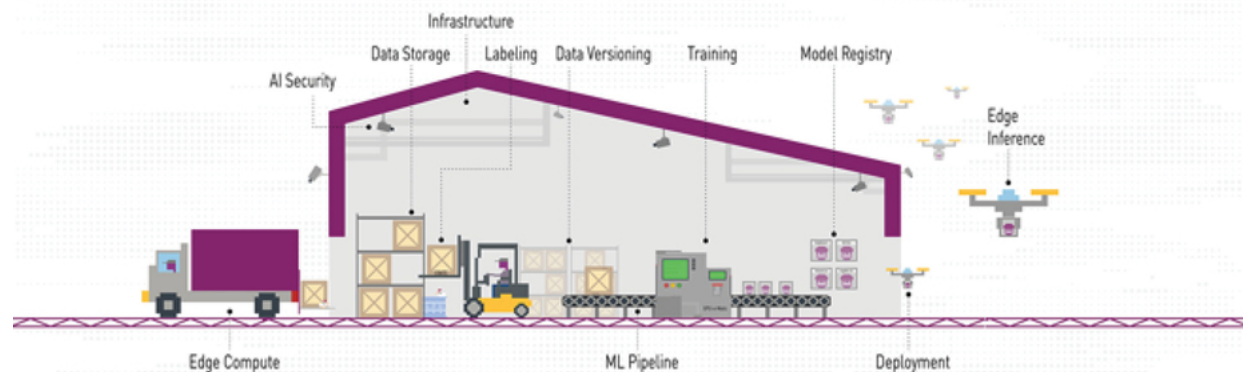 Infrastructure
Data Storage
Labeling
Data Versioning
Training
Model Registry
AI Security
Edge
Inference
Edge Compute
ML Pipeline
Deployment